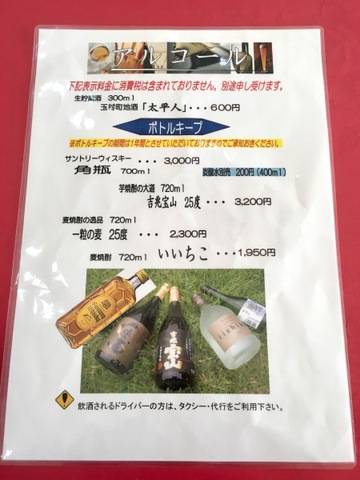 アルコール
下記表示料金に消費税は含まれておりません。別途申し受けます。
生貯蔵酒 300ml
玉村町地酒「太平人」・・・600円
ボトルキープ
※ボトルキープの期間は1年間とさせていただいておりますのでご承知おきください。
サントリーウィスキー ・・・ 3,000円
角瓶 700ml 炭酸水別売 200円(400ml)
芋焼酎の大道 720ml
吉兆宝山 25度 ・・・ 3,200円
麦焼酎の逸品 720ml
一粒の麦 25度 ・・・ 2,300円
麦焼酎 720ml いいちこ・・・1,950円
宝山
iichiko
飲酒されるドライバーの方は、タクシー・代行をご利用下さい。